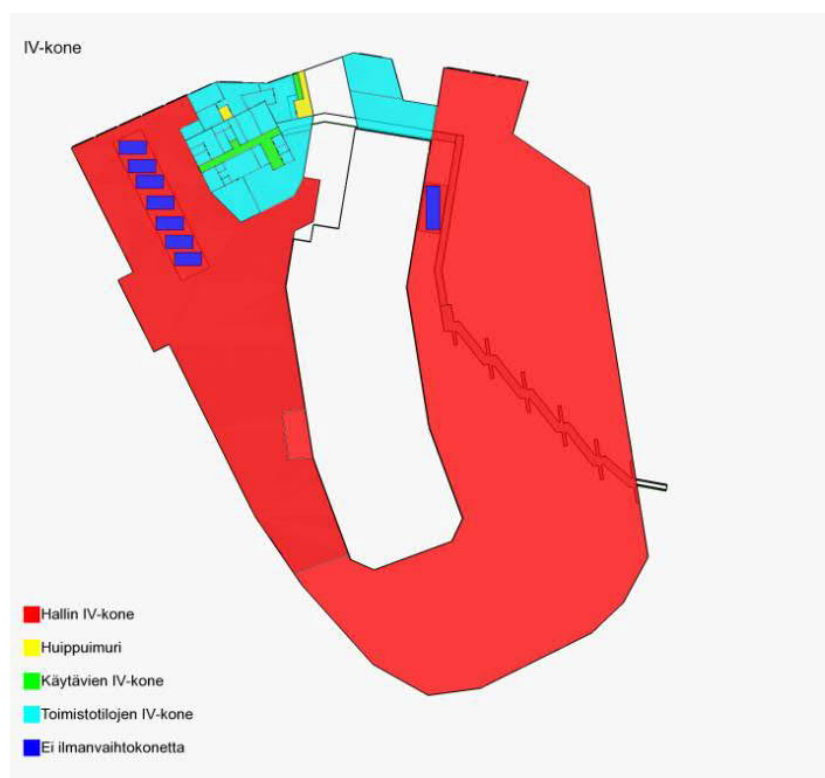 IV-kone
Hallin IV-kone
Huippuimuri
Käytävien IV-kone
Toimistotilojen IV-kone
Ei ilmanvaihtokonetta